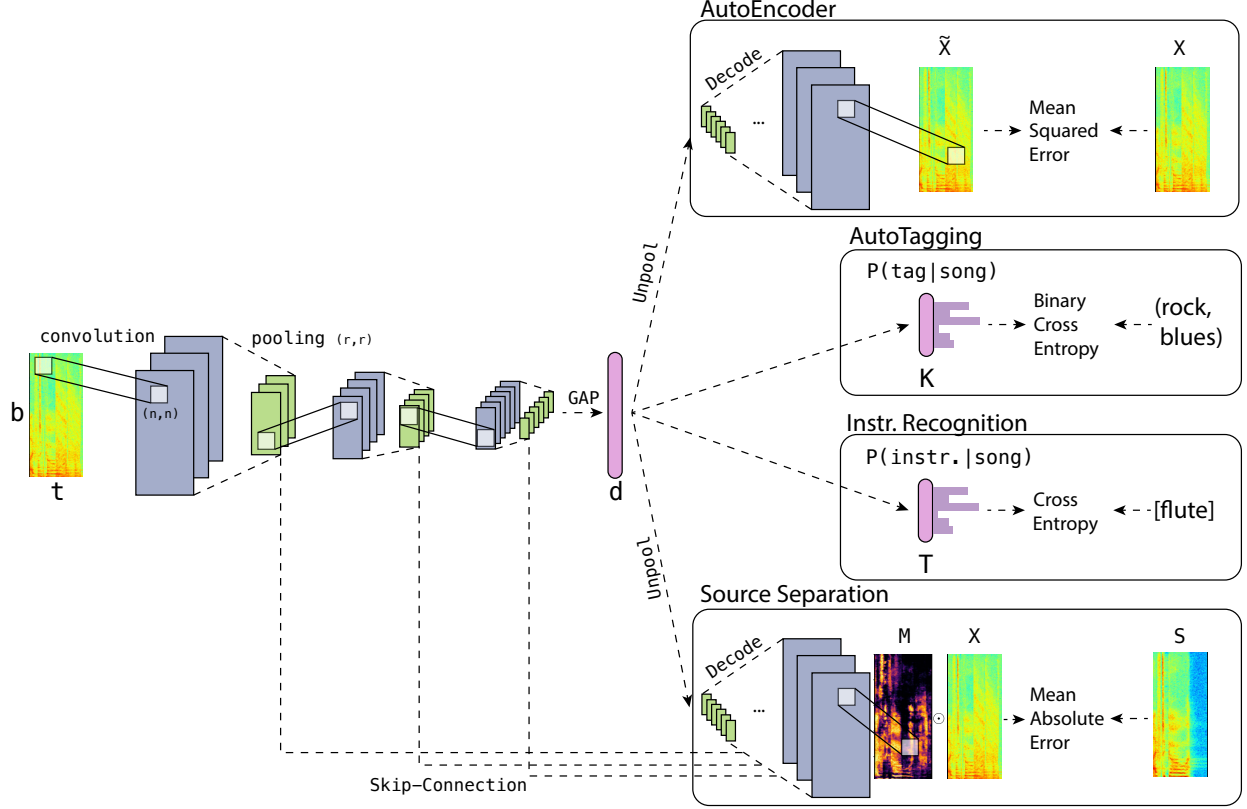 AutoEncoder
Decode
...
X̃
X
Mean
Squared
Error
Unpool
AutoTagging
P(tag|song)
K
Binary
Cross
Entropy
(rock,
blues)
convolution
pooling (r,r)
(n,n)
b
t
GAP
d
Instr. Recognition
P(instr.|song)
T
Cross
Entropy
[flute]
Unpool
Source Separation
Decode
...
M
⊙
X
Mean
Absolute
Error
S
Skip-Connection